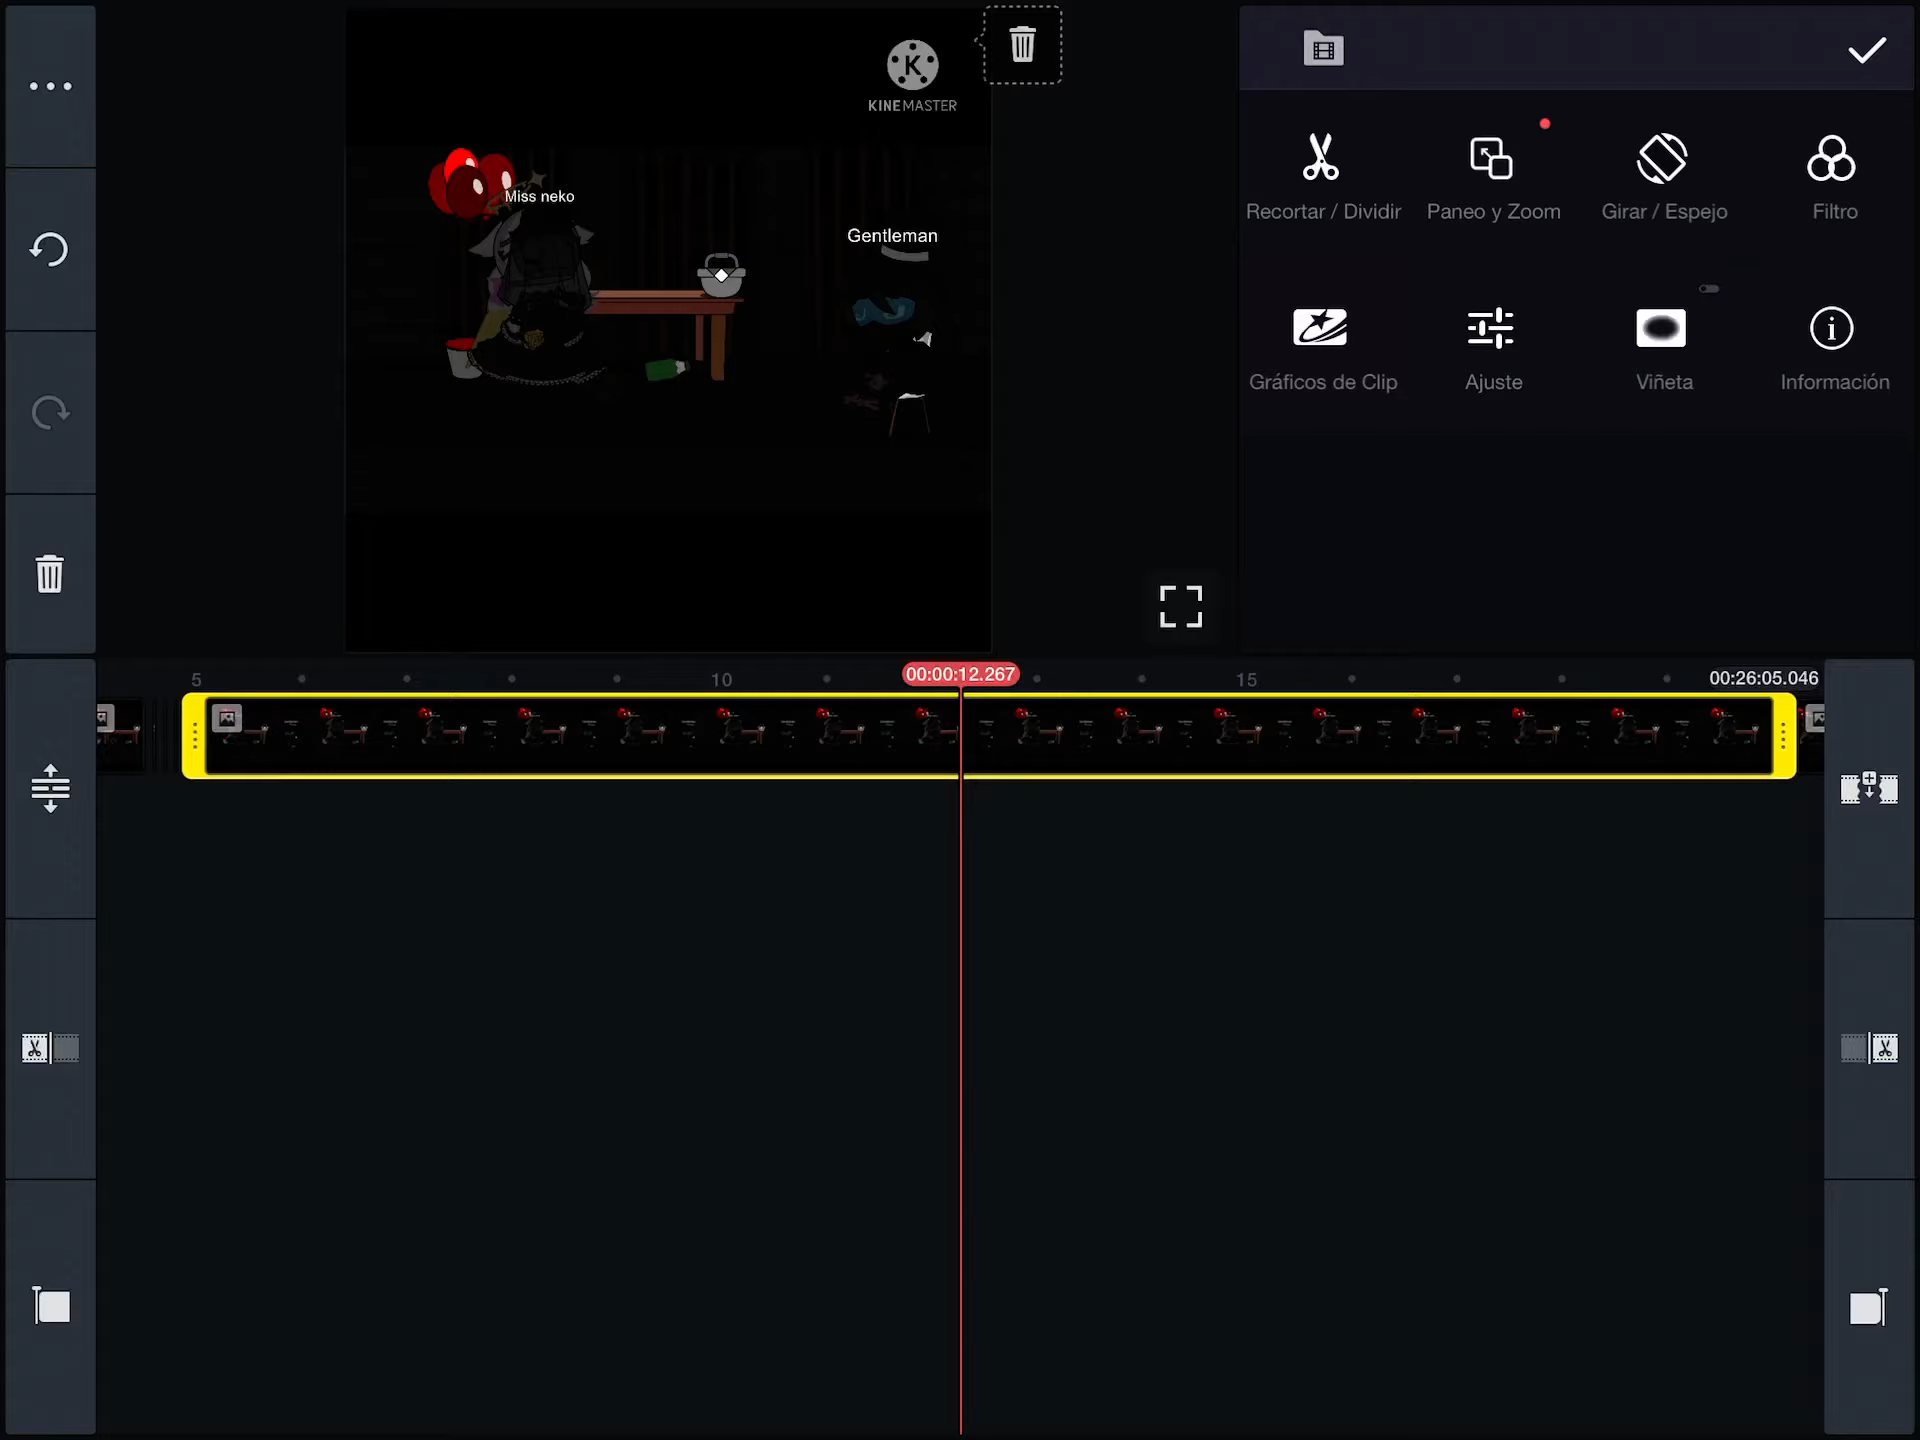 K
KINEMASTER
Miss neko
Gentleman
Recortar / Dividir
Paneo y Zoom
Girar / Espejo
Filtro
Gráficos de Clip
Ajuste
Viñeta
Información
5
10
00:00:12.267
15
00:26:05.046